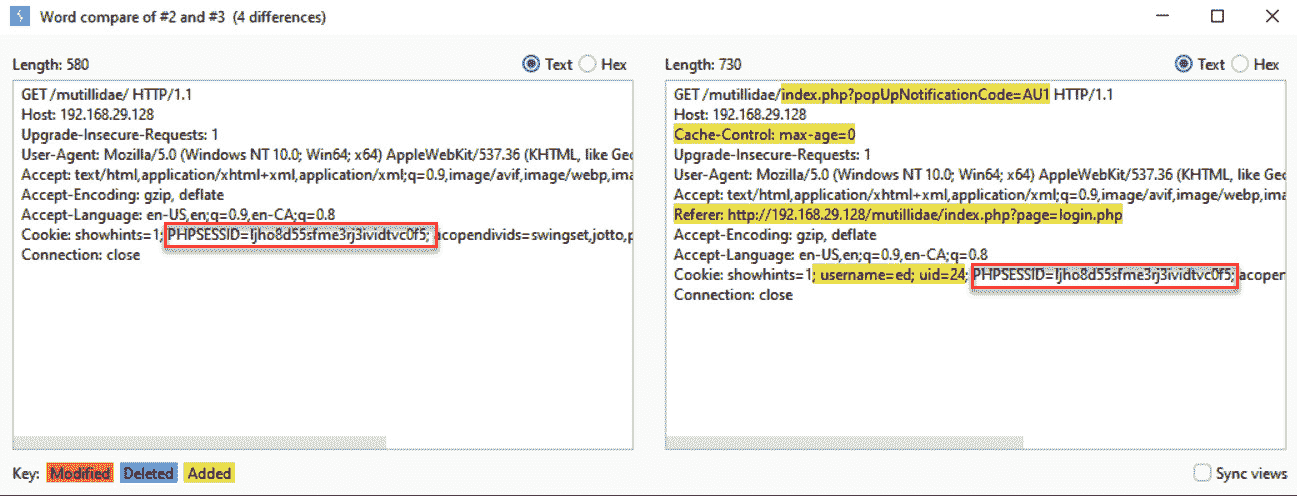 Word compare of #2 and #3 (4 differences)
Length: 580
Text Hex
GET /mutillidae/ HTTP/1.1
Host: 192.168.29.128
Upgrade-Insecure-Requests: 1
User-Agent: Mozilla/5.0 (Windows NT 10.0; Win64; x64) AppleWebKit/537.36 (KHTML, like Gec
Accept: text/html,application/xhtml+xml,application/xml;q=0.9,image/avif,image/webp,ima
Accept-Encoding: gzip, deflate
Accept-Language: en-US,en;q=0.9,en-CA;q=0.8
Cookie: showhints=1; PHPSESSID=ljho8d55sfme3rj3ividtvc0f5; acopendivids=swingset,jotto,p
Connection: close
Length: 730
Text Hex
GET /mutillidae/index.php?popUpNotificationCode=AU1 HTTP/1.1
Host: 192.168.29.128
Cache-Control: max-age=0
Upgrade-Insecure-Requests: 1
User-Agent: Mozilla/5.0 (Windows NT 10.0; Win64; x64) AppleWebKit/537.36 (KHTML, like Gec
Accept: text/html,application/xhtml+xml,application/xml;q=0.9,image/avif,image/webp,ima
Referer: http://192.168.29.128/mutillidae/index.php?page=login.php
Accept-Encoding: gzip, deflate
Accept-Language: en-US,en;q=0.9,en-CA;q=0.8
Cookie: showhints=1; username=ed; uid=24; PHPSESSID=ljho8d55sfme3rj3ividtvc0f5; acopen
Connection: close
Key: Modified Deleted Added
Sync views